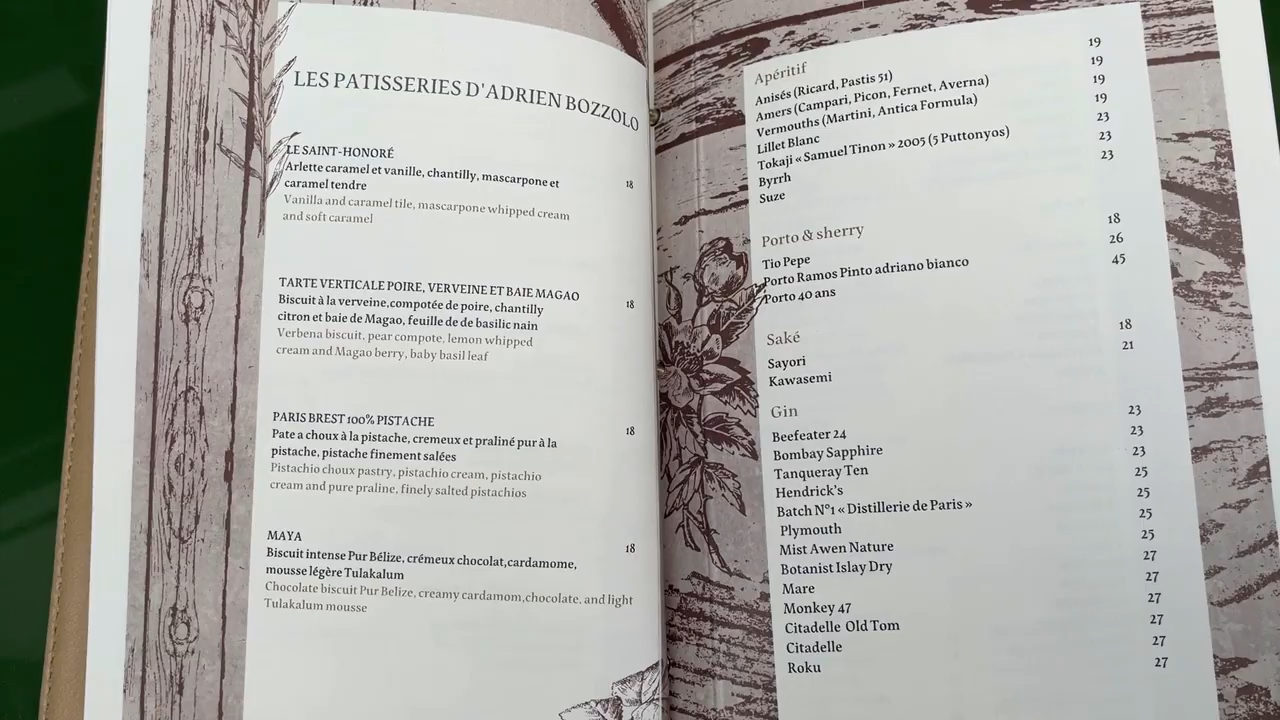 LES PATISSERIES D'ADRIEN BOZZOLO
LE SAINT-HONORÉ
Arlette caramel et vanille, chantilly, mascarpone et 18
caramel tendre
Vanilla and caramel tile, mascarpone whipped cream
and soft caramel
TARTE VERTICALE POIRE, VERVEINE ET BAIE MAGAO
Biscuit à la verveine,compotée de poire, chantilly 18
citron et baie de Magao, feuille de de basilic nain
Verbena biscuit, pear compote, lemon whipped
cream and Magao berry, baby basil leaf
PARIS BREST 100% PISTACHE
Pate a choux à la pistache, cremeux et praliné pur à la 18
pistache, pistache finement salées
Pistachio choux pastry, pistachio cream, pistachio
cream and pure praline, finely salted pistachios
MAYA
Biscuit intense Pur Bélize, crémeux chocolat,cardamome, 18
mousse légère Tulakalum
Chocolate biscuit Pur Belize, creamy cardamom,chocolate, and light
Tulakalum mousse
Apéritif
Anisés (Ricard, Pastis 51) 19
Amers (Campari, Picon, Fernet, Averna) 19
Vermouths (Martini, Antica Formula) 19
Lillet Blanc 19
Tokaji « Samuel Tinon » 2005 (5 Puttonyos) 23
Byrrh 23
Suze 23
Porto & sherry
Tio Pepe 18
Porto Ramos Pinto adriano bianco 26
Porto 40 ans 45
Saké
Sayori 18
Kawasemi 21
Gin
Beefeater 24 23
Bombay Sapphire 23
Tanqueray Ten 23
Hendrick's 25
Batch N°1 « Distillerie de Paris » 25
Plymouth 25
Mist Awen Nature 25
Botanist Islay Dry 27
Mare 27
Monkey 47 27
Citadelle Old Tom 27
Citadelle 27
Roku 27